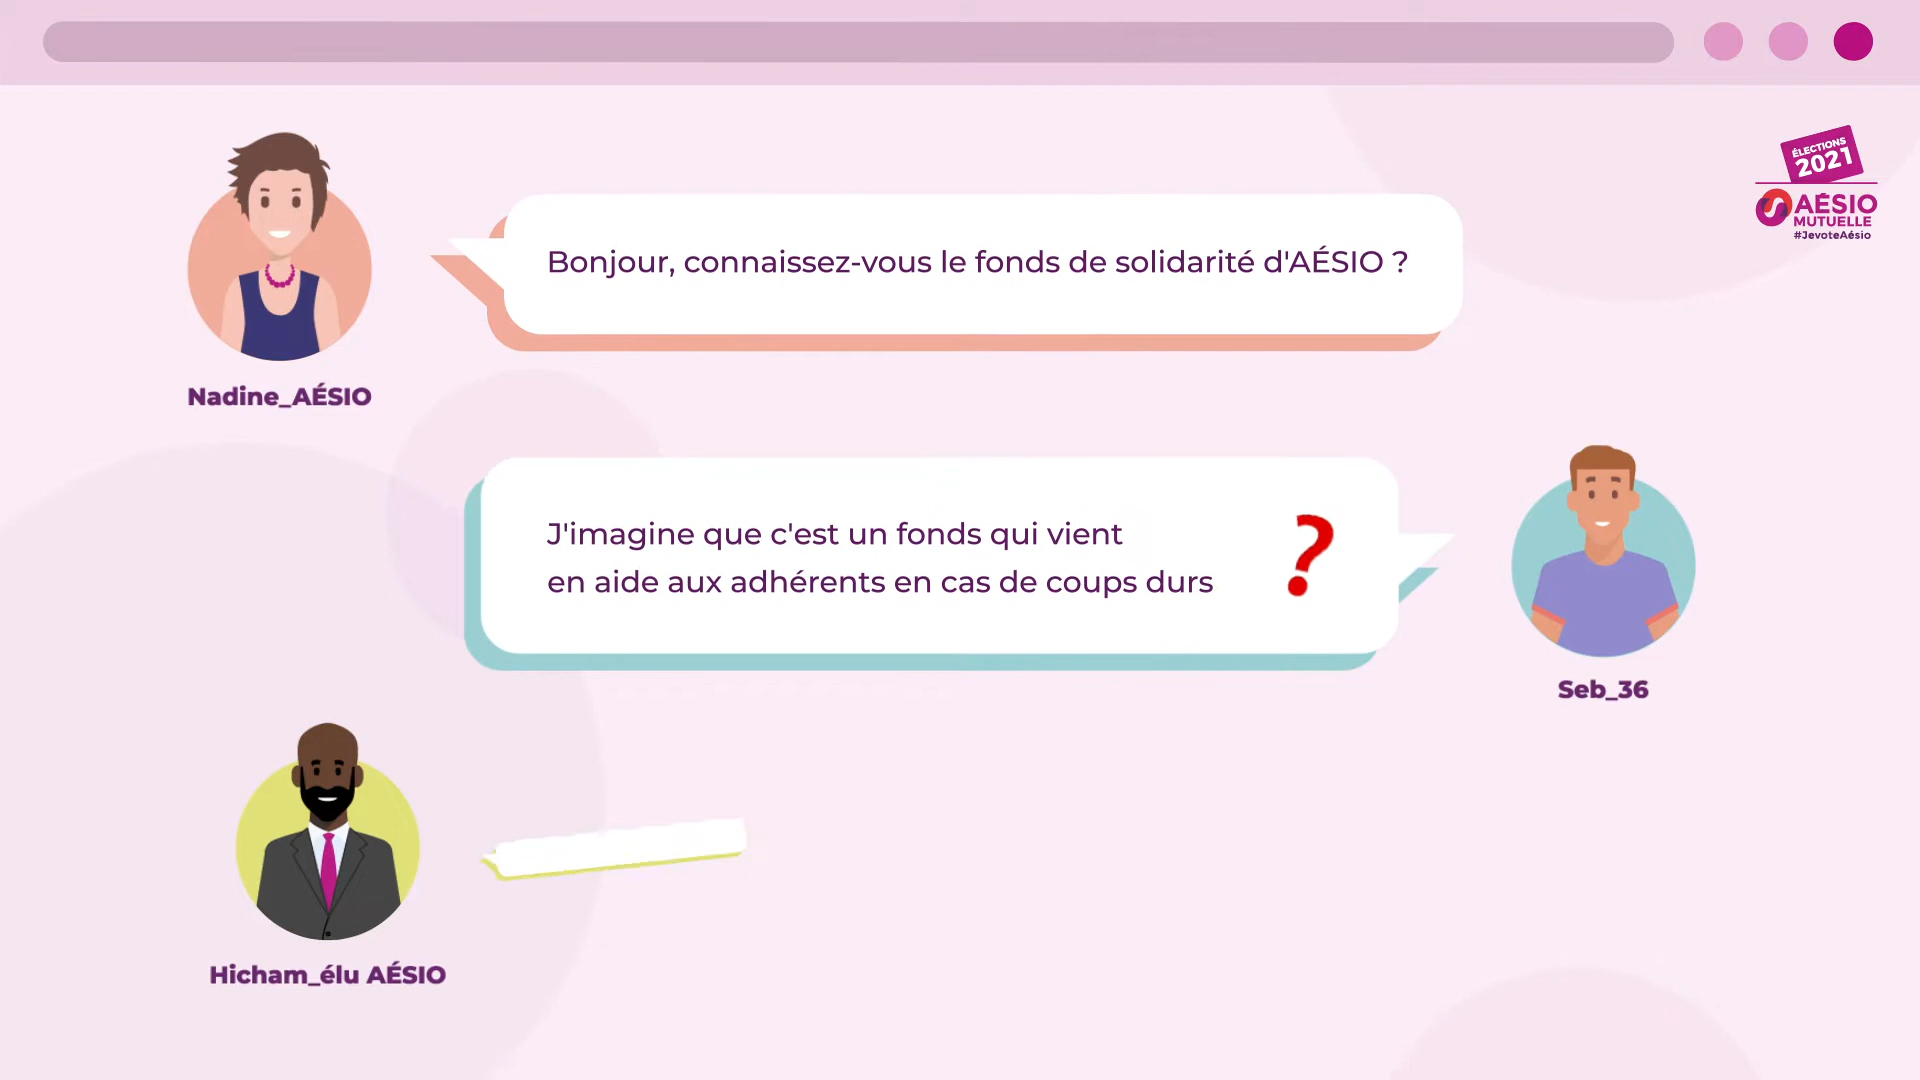 ÉLECTIONS
2021
AÉSIO
MUTUELLE
#JevoteAésio
Bonjour, connaissez-vous le fonds de solidarité d'AÉSIO ?
Nadine_AÉSIO
J'imagine que c'est un fonds qui vient
en aide aux adhérents en cas de coups durs
?
Seb_36
Hicham_élu AÉSIO